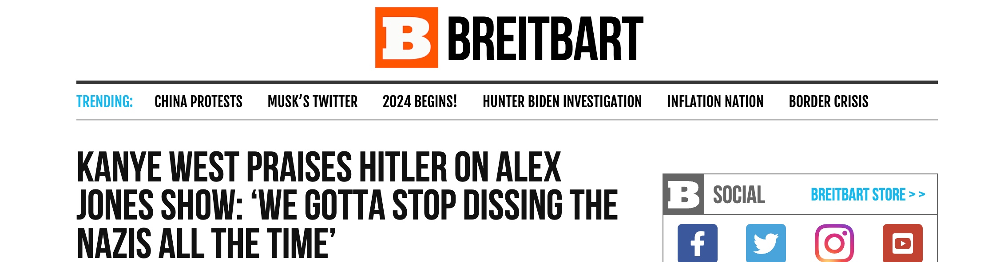 B BREITBART
TRENDING: CHINA PROTESTS MUSK'S TWITTER 2024 BEGINS! HUNTER BIDEN INVESTIGATION INFLATION NATION BORDER CRISIS
KANYE WEST PRAISES HITLER ON ALEX
JONES SHOW: ‘WE GOTTA STOP DISSING THE
NAZIS ALL THE TIME’
B SOCIAL BREITBART STORE > >
f